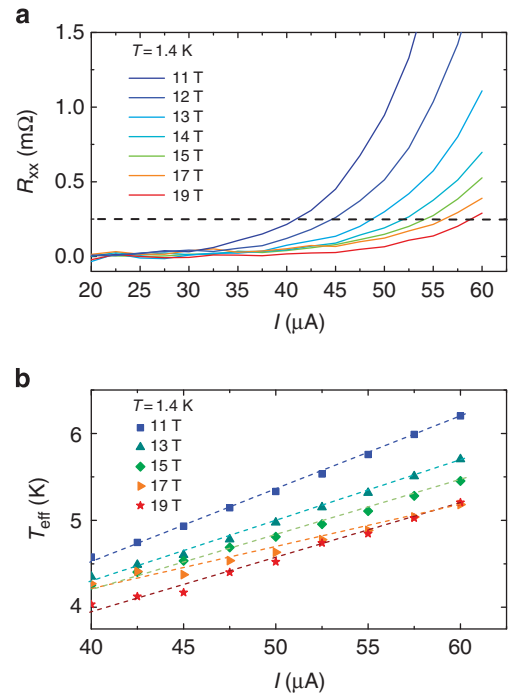 a
T = 1.4 K
11 T
12 T
13 T
14 T
15 T
17 T
19 T
1.5
1.0
0.5
0.0
Rxx (mΩ)
20 25 30 35 40 45 50 55 60
I (μA)
b
T = 1.4 K
11 T
13 T
15 T
17 T
19 T
6
5
4
Teff (K)
40 45 50 55 60
I (μA)